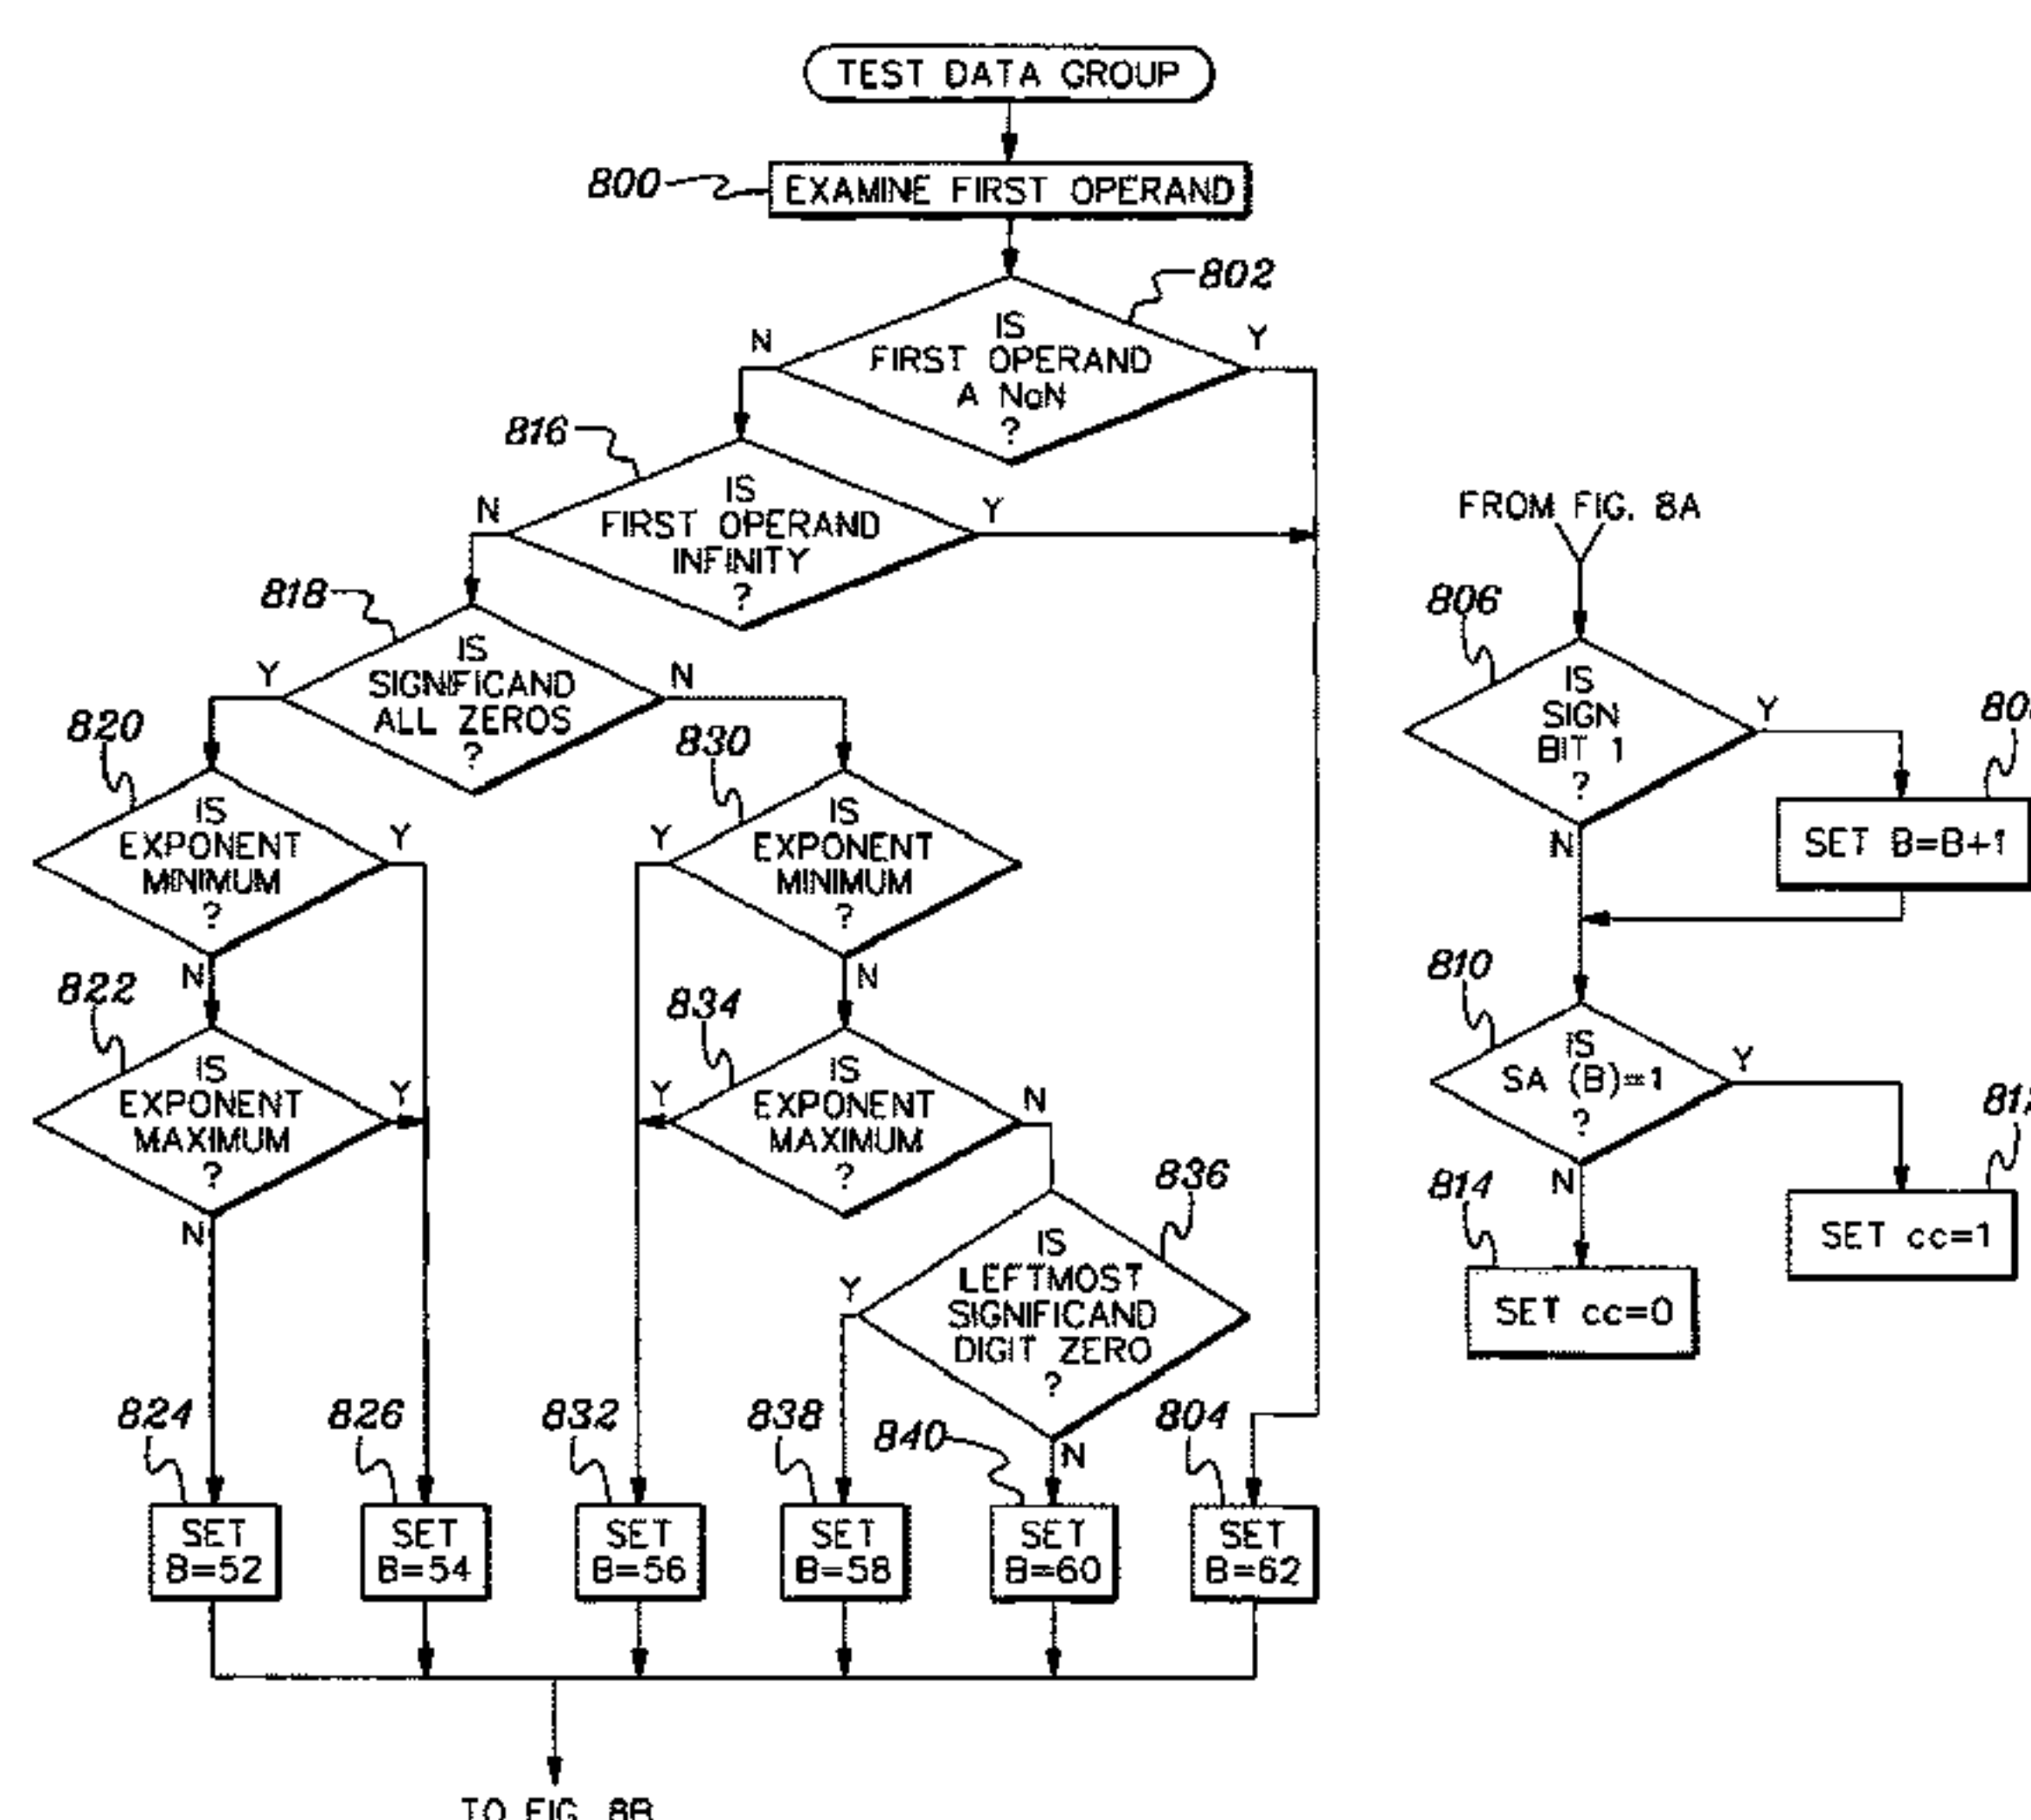 TEST DATA GROUP
800
EXAMINE FIRST OPERAND
802
IS
FIRST OPERAND
A NaN
?
N
Y
816
IS
FIRST OPERAND
INFINITY
?
N
Y
818
IS
SIGNIFICAND
ALL ZEROS
?
Y
N
820
IS
EXPONENT
MINIMUM
?
Y
N
830
IS
EXPONENT
MINIMUM
?
Y
N
822
IS
EXPONENT
MAXIMUM
?
Y
N
834
IS
EXPONENT
MAXIMUM
?
Y
N
836
IS
LEFTMOST
SIGNIFICAND
DIGIT ZERO
?
Y
N
824
SET
B=52
826
SET
B=54
832
SET
B=56
838
SET
B=58
840
SET
B=60
804
SET
B=62
TO FIG. 8B
FROM FIG. 8A
806
IS
SIGN
BIT 1
?
Y
N
SET B=B+1
810
IS
SA (B)=1
?
Y
N
814
SET cc=0
SET cc=1